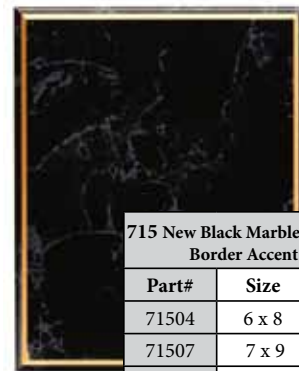 715 New Black Marble
Border Accent
Part# Size
71504 6 x 8
71507 7 x 9